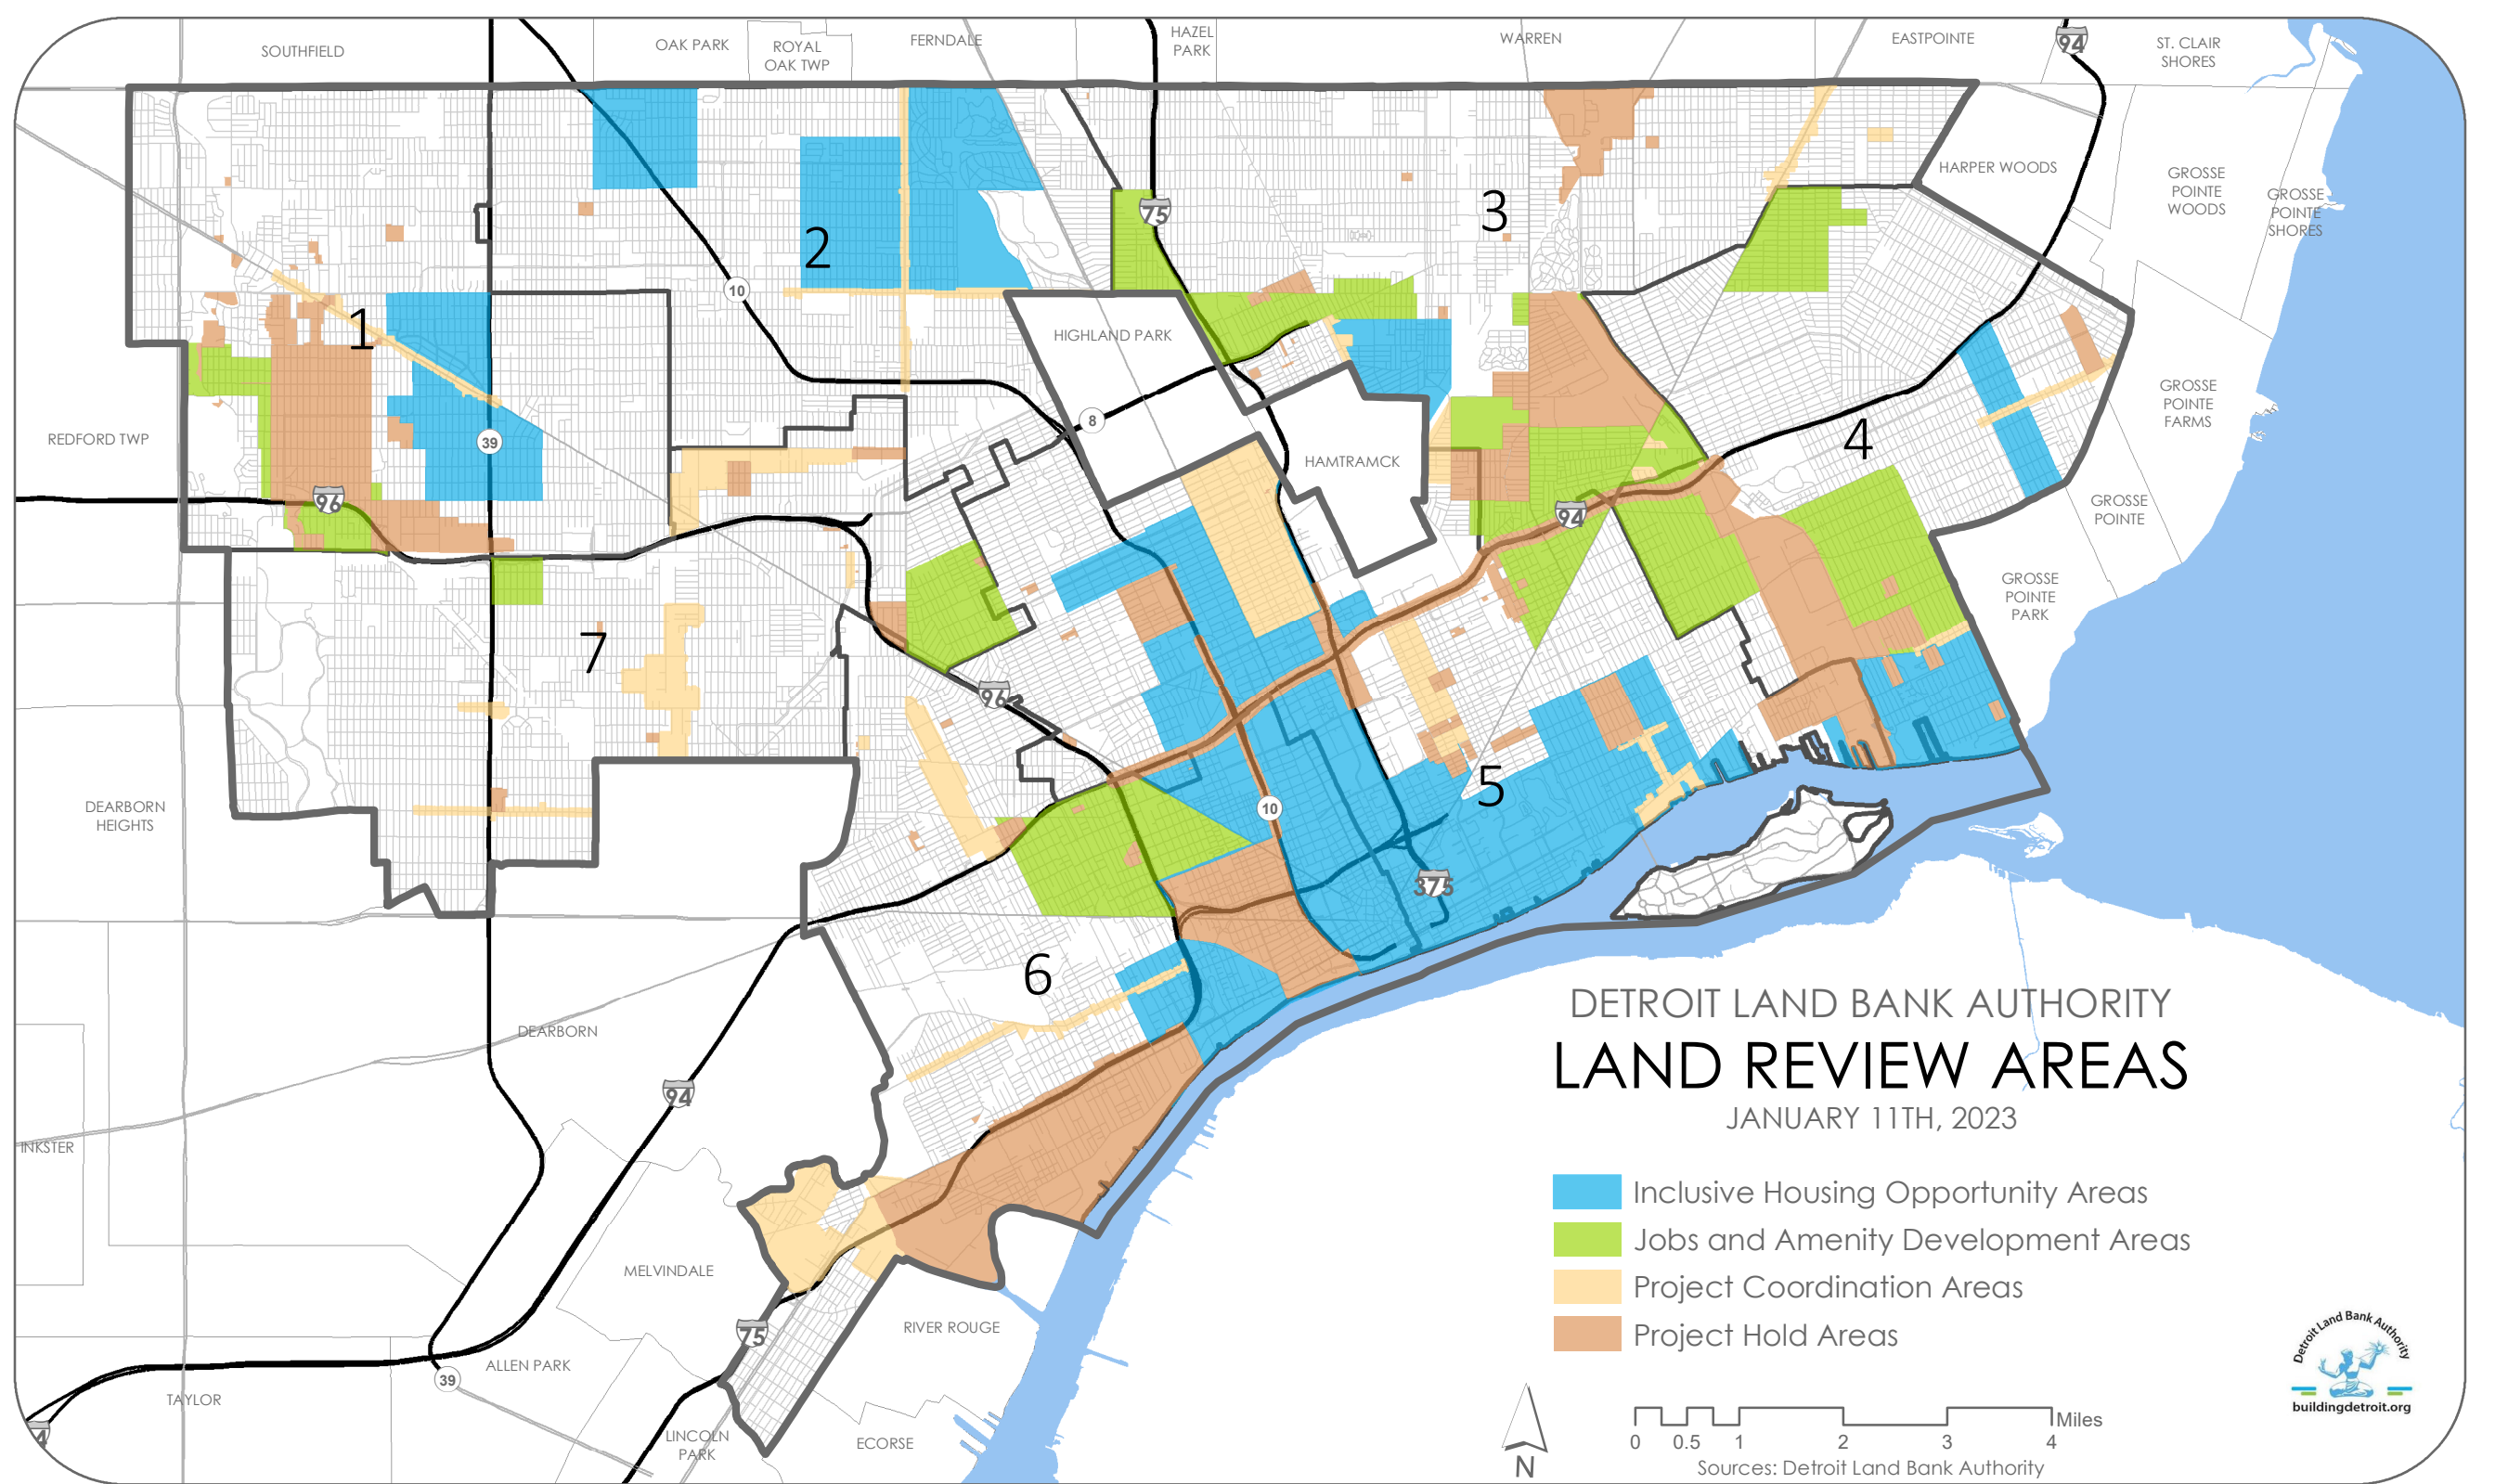 SOUTHFIELD
OAK PARK
ROYAL
OAK TWP
FERNDALE
HAZEL
PARK
WARREN
EASTPOINTE
94
ST. CLAIR
SHORES
HARPER WOODS
GROSSE
POINTE
WOODS
GROSSE
POINTE
SHORES
75
3
2
10
1
HIGHLAND PARK
GROSSE
POINTE
FARMS
REDFORD TWP
39
8
4
HAMTRAMCK
96
94
GROSSE
POINTE
GROSSE
POINTE
PARK
7
96
DEARBORN
HEIGHTS
10
5
375
6
DEARBORN
94
INKSTER
MELVINDALE
75
RIVER ROUGE
ALLEN PARK
39
TAYLOR
4
LINCOLN
PARK
ECORSE
DETROIT LAND BANK AUTHORITY
LAND REVIEW AREAS
JANUARY 11TH, 2023
Inclusive Housing Opportunity Areas
Jobs and Amenity Development Areas
Project Coordination Areas
Project Hold Areas
N
Miles
0 0.5 1 2 3 4
Sources: Detroit Land Bank Authority
Detroit Land Bank Authority
buildingdetroit.org